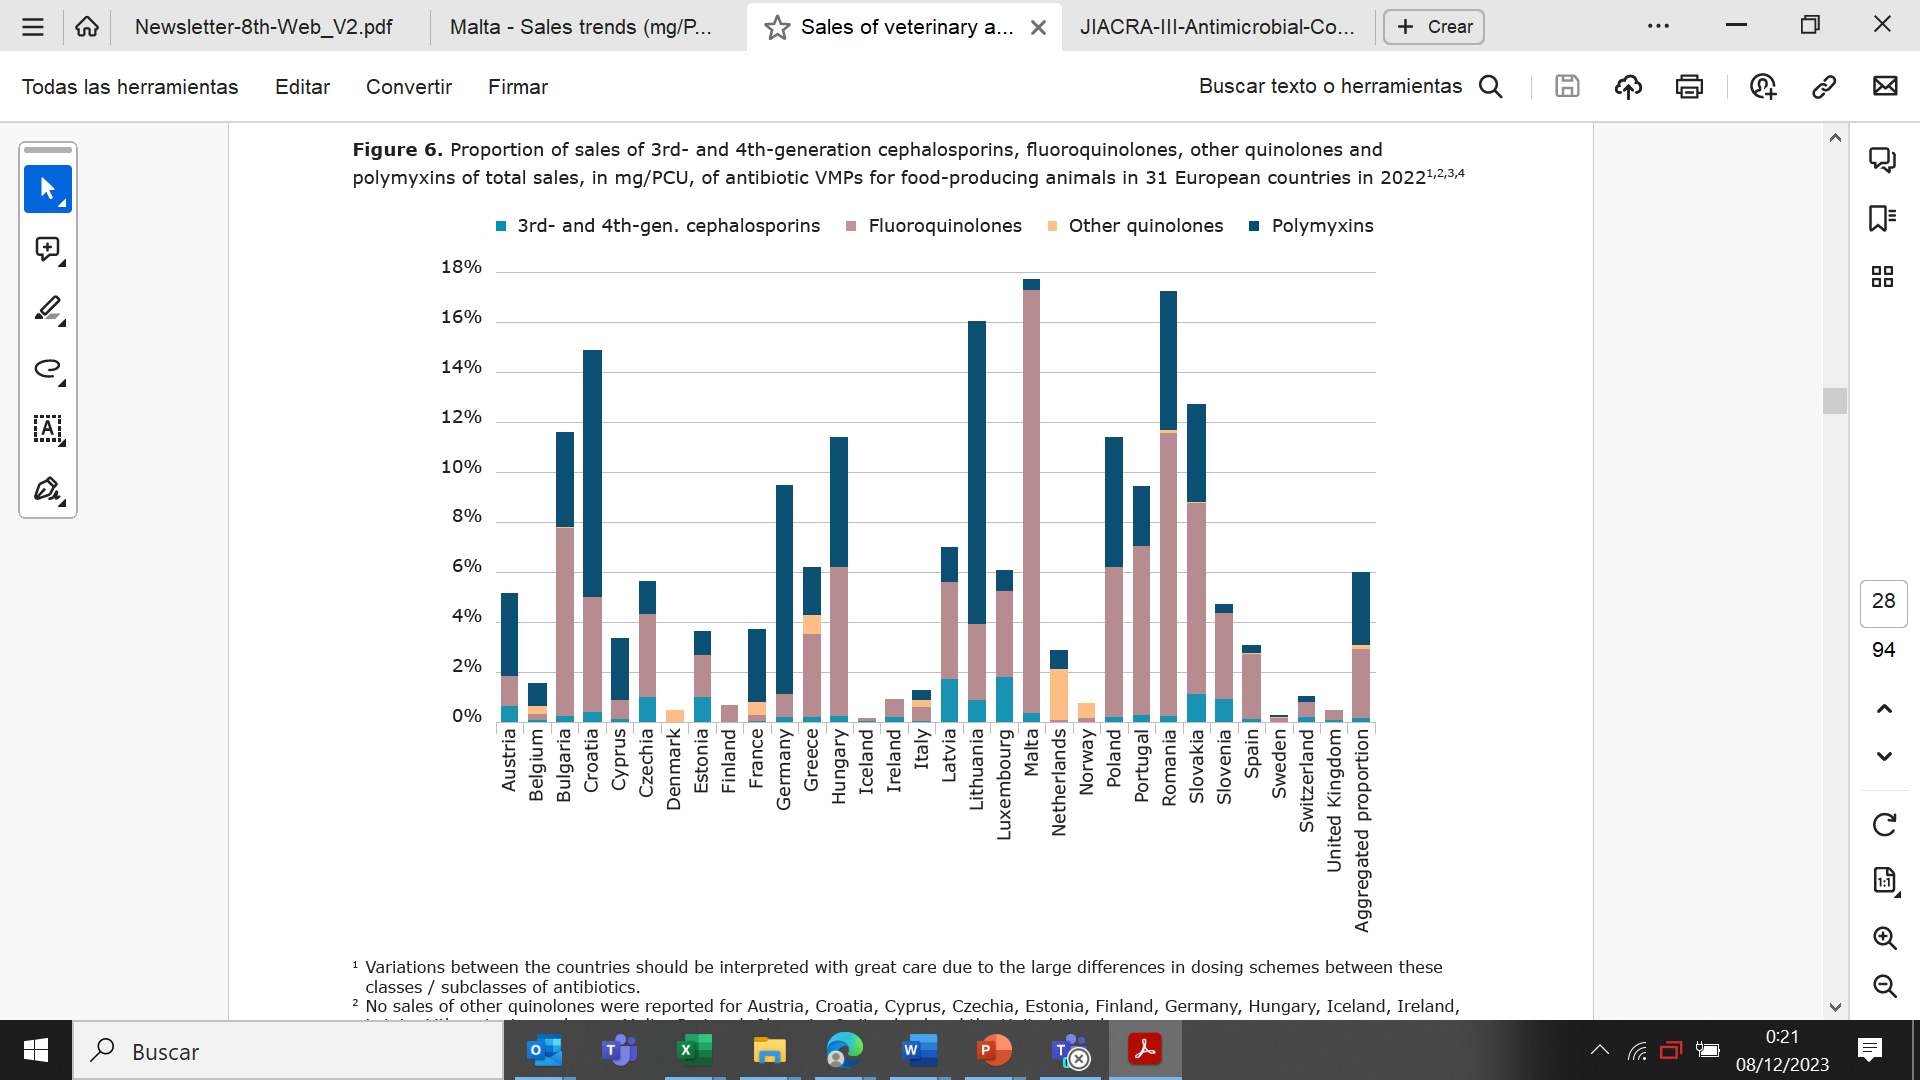 Newsletter-8th-Web_V2.pdf
Malta - Sales trends (mg/P...
Sales of veterinary a...
JIACRA-III-Antimicrobial-Co...
Crear
Todas las herramientas
Editar
Convertir
Firmar
Buscar texto o herramientas
Figure 6. Proportion of sales of 3rd- and 4th-generation cephalosporins, fluoroquinolones, other quinolones and
polymyxins of total sales, in mg/PCU, of antibiotic VMPs for food-producing animals in 31 European countries in 2022¹,²,³,⁴
3rd- and 4th-gen. cephalosporins
Fluoroquinolones
Other quinolones
Polymyxins
18%
16%
14%
12%
10%
8%
6%
4%
2%
0%
Austria
Belgium
Bulgaria
Croatia
Cyprus
Czechia
Denmark
Estonia
Finland
France
Germany
Greece
Hungary
Iceland
Ireland
Italy
Latvia
Lithuania
Luxembourg
Malta
Netherlands
Norway
Poland
Portugal
Romania
Slovakia
Slovenia
Spain
Sweden
Switzerland
United Kingdom
Aggregated proportion
¹ Variations between the countries should be interpreted with great care due to the large differences in dosing schemes between these
classes / subclasses of antibiotics.
² No sales of other quinolones were reported for Austria, Croatia, Cyprus, Czechia, Estonia, Finland, Germany, Hungary, Iceland, Ireland,
28
94
1:1
Buscar
0:21
08/12/2023